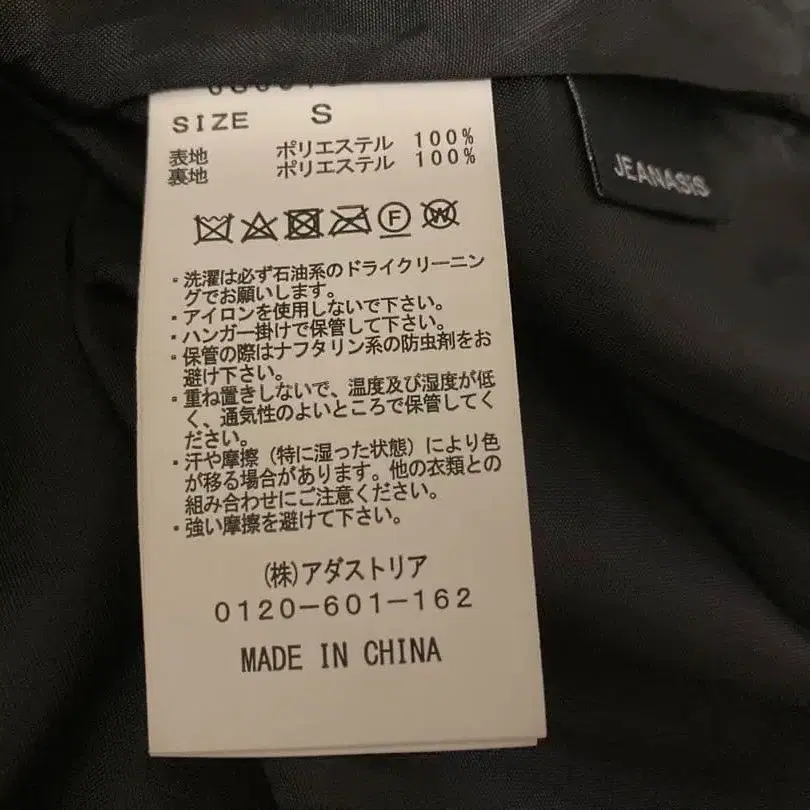 SIZE S
表地 ポリエステル 100%
裏地 ポリエステル 100%
F
W
・洗濯は必ず石油系のドライクリーニン
グでお願いします。
・アイロンを使用しないで下さい。
・ハンガー掛けで保管して下さい。
・保管の際はナフタリン系の防虫剤をお
避け下さい。
・重ね置きしないで、温度及び湿度が低
く、通気性のよいところで保管してく
ださい。
・汗や摩擦（特に湿った状態）により色
が移る場合があります。他の衣類との
組み合わせにご注意ください。
・強い摩擦を避けて下さい。
(株)アダストリア
0120-601-162
MADE IN CHINA
JEANASIS